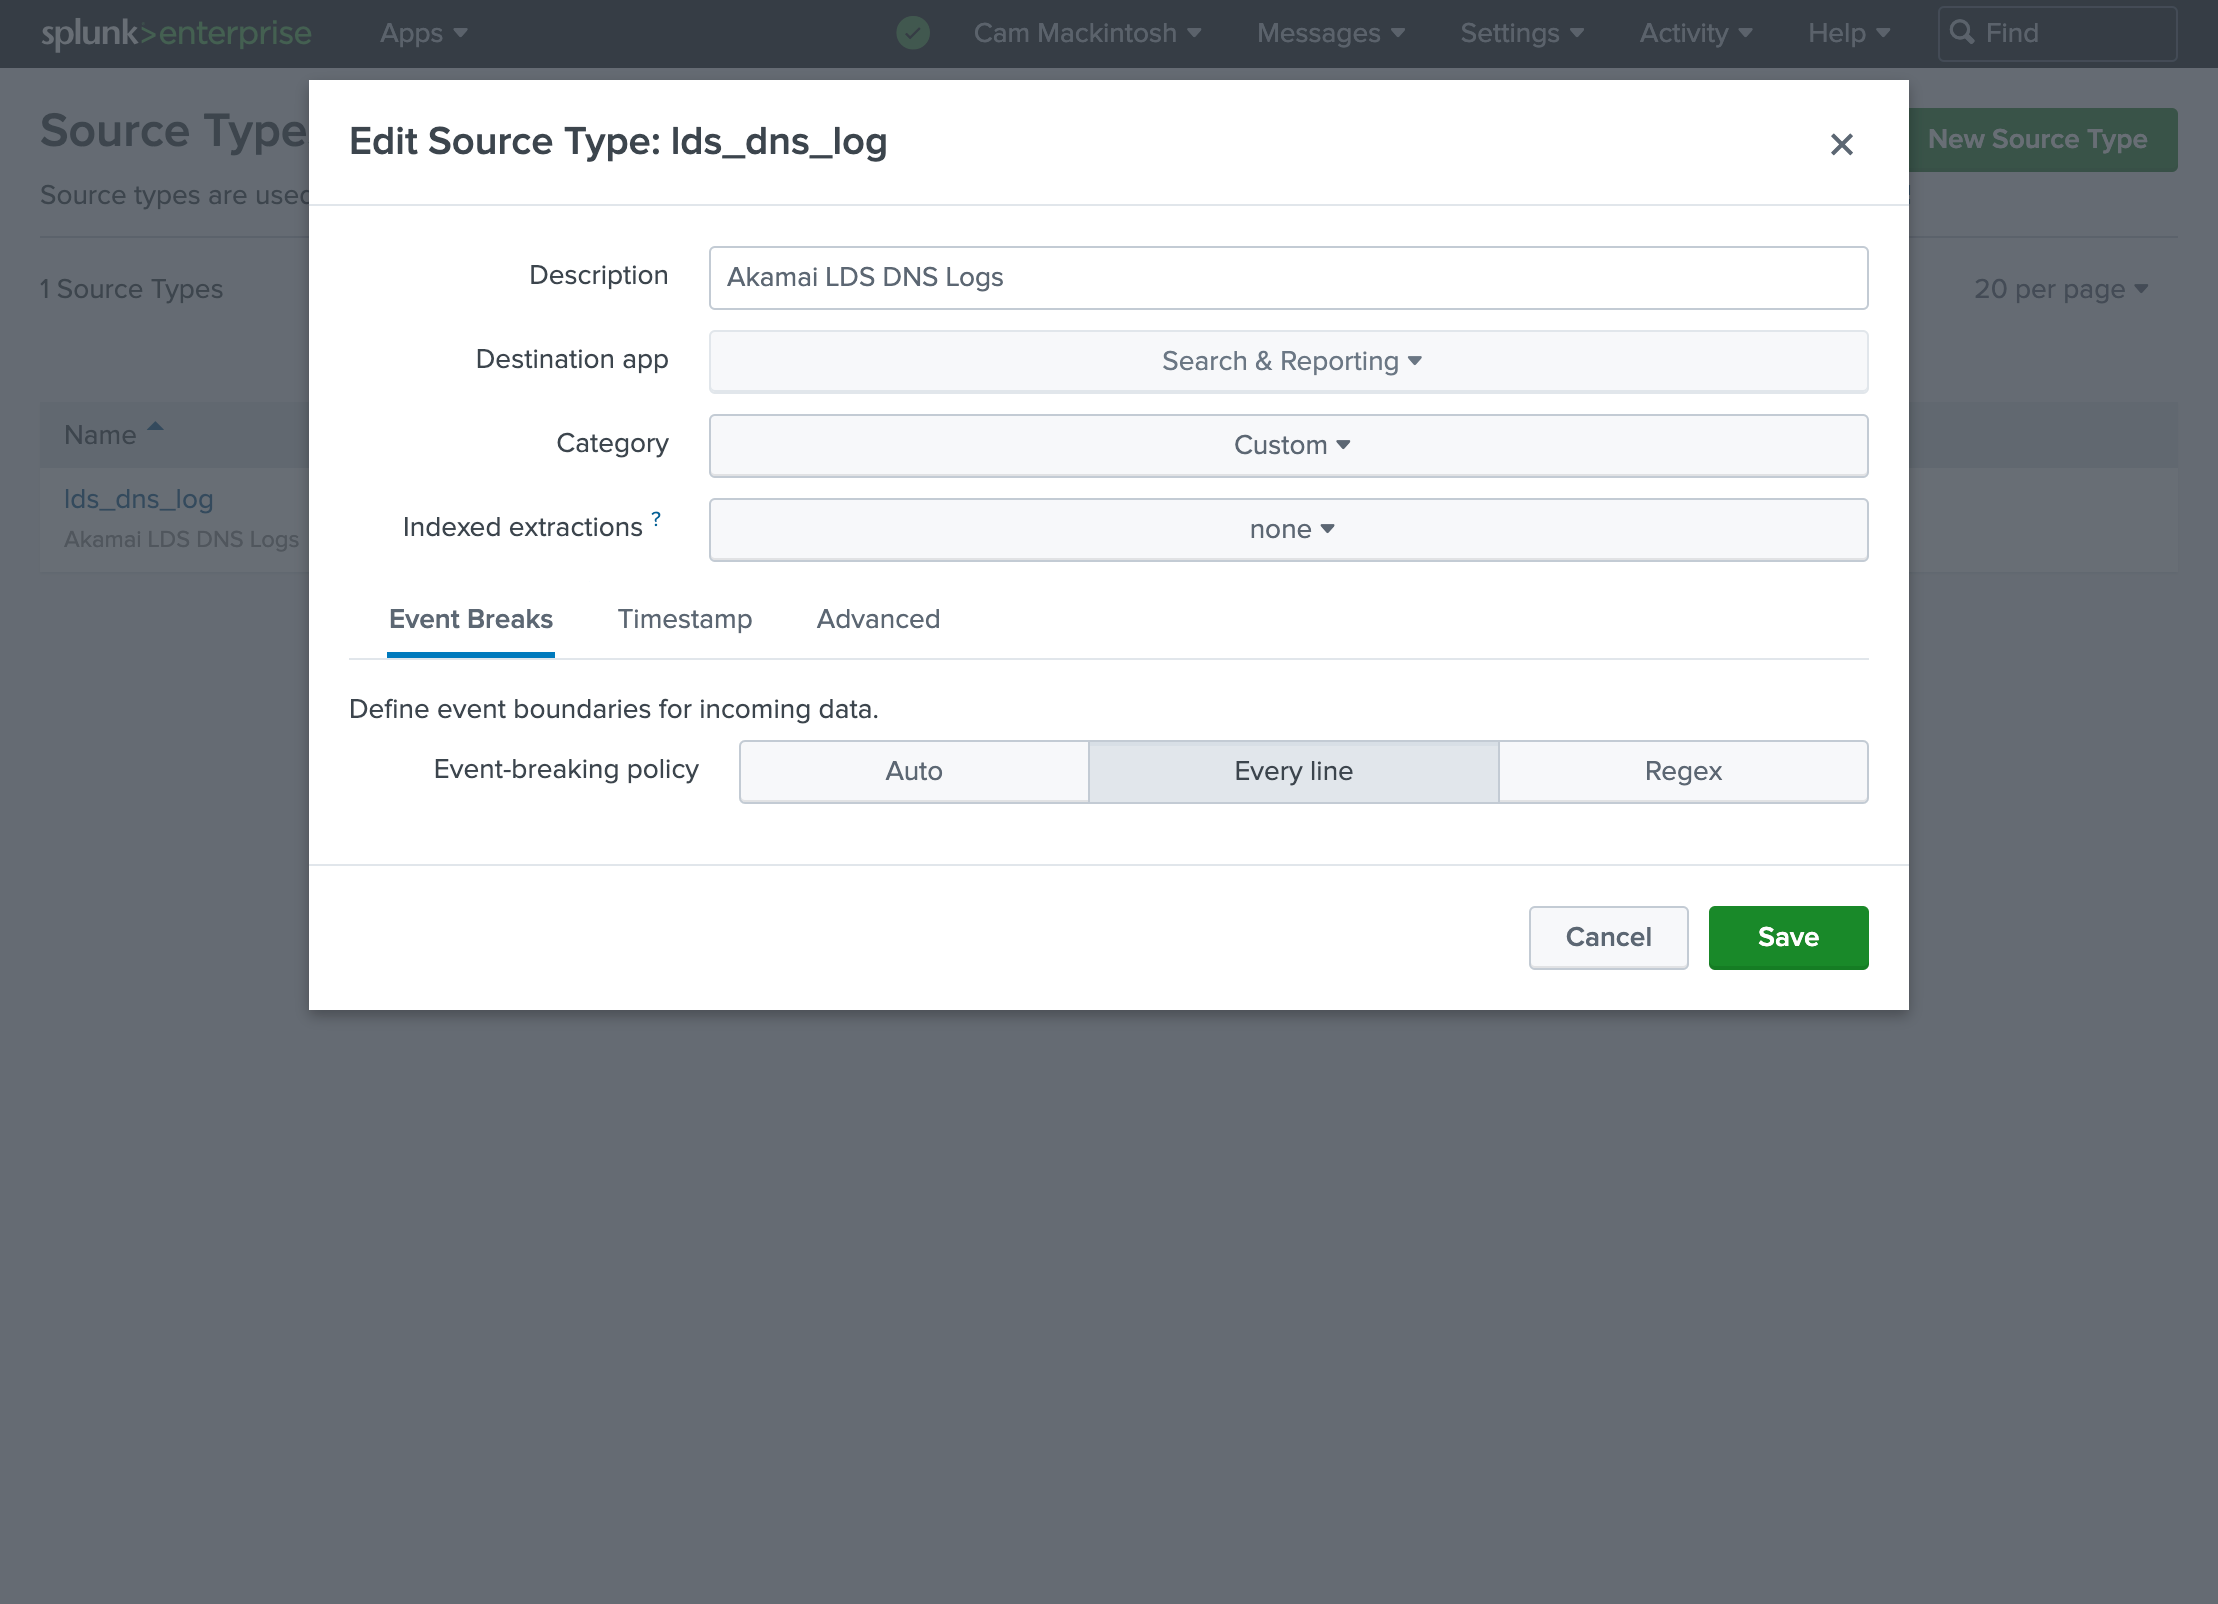 splunk>enterprise Apps Cam Mackintosh Messages Settings Activity Help Find
Source Type
New Source Type
Source types are used
1 Source Types
20 per page
Name
lds_dns_log
Akamai LDS DNS Logs
Edit Source Type: lds_dns_log
Description Akamai LDS DNS Logs
Destination app Search & Reporting
Category Custom
Indexed extractions ? none
Event Breaks Timestamp Advanced
Define event boundaries for incoming data.
Event-breaking policy Auto Every line Regex
Cancel Save